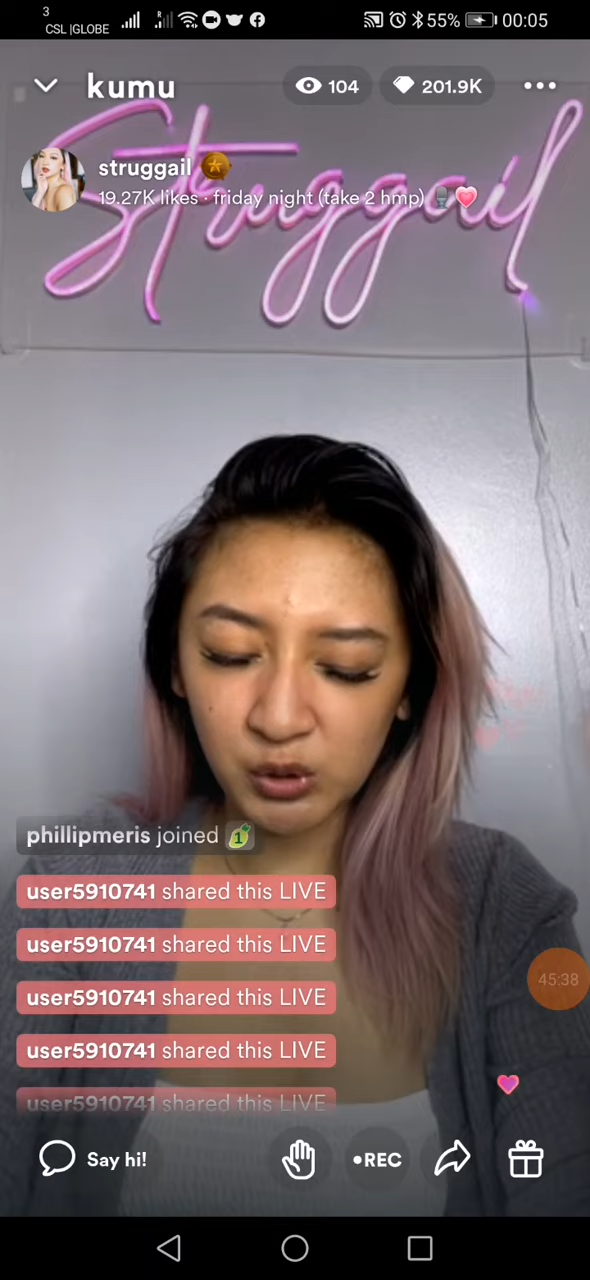 3
CSL |GLOBE
55%
00:05
kumu
104
201.9K
struggail
19.27K likes · friday night (take 2 hmp)
Struggail
phillipmeris joined
1
user5910741 shared this LIVE
user5910741 shared this LIVE
user5910741 shared this LIVE
user5910741 shared this LIVE
user5910741 shared this LIVE
45:38
Say hi!
•REC